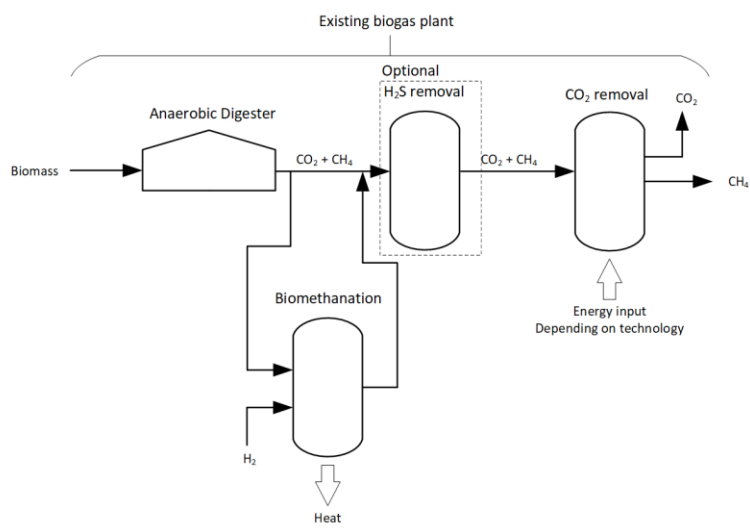 Existing biogas plant
Optional
H₂S removal
CO₂ removal
CO₂
Anaerobic Digester
Biomass
CO₂ + CH₄
CO₂ + CH₄
CH₄
Biomethanation
Energy input
Depending on technology
H₂
Heat